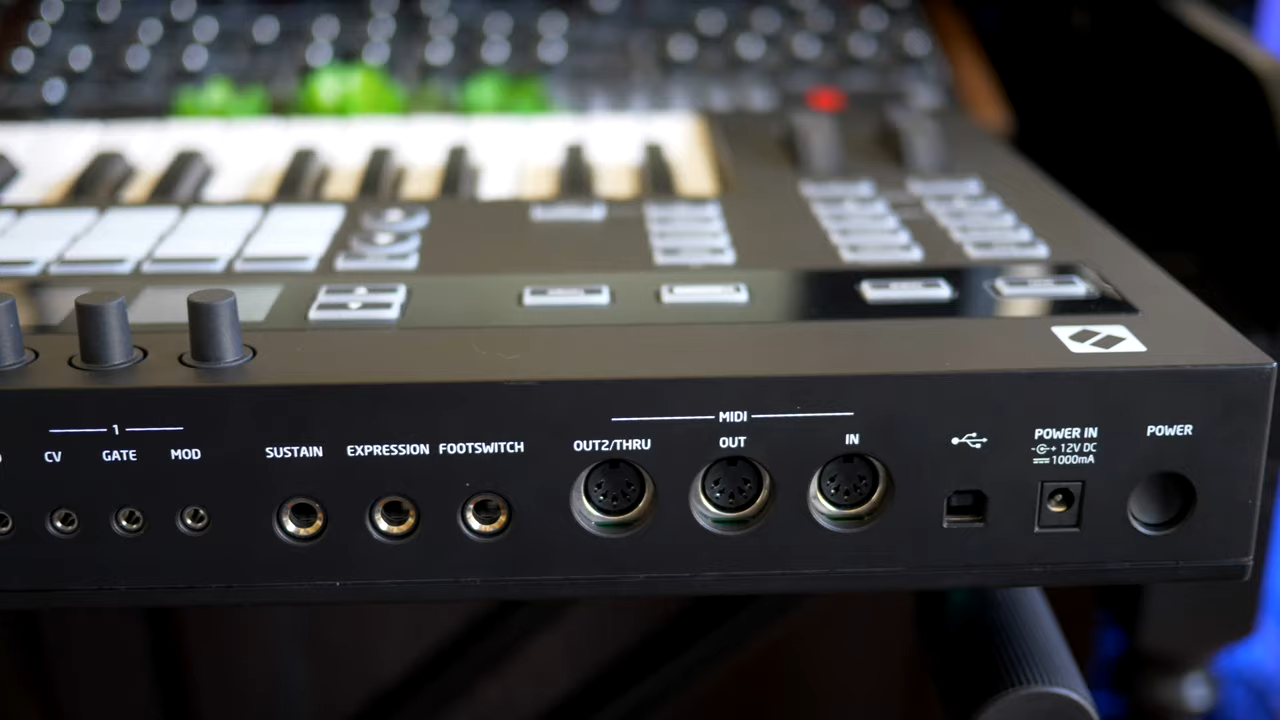 MIDI
1
CV
GATE
MOD
SUSTAIN
EXPRESSION
FOOTSWITCH
OUT2/THRU
OUT
IN
POWER IN
+ 12V DC
1000mA
POWER